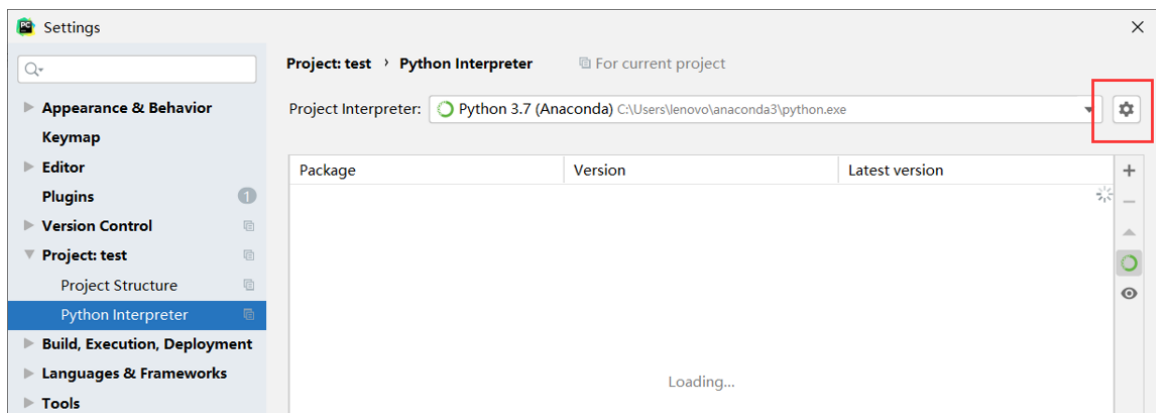 Settings
Project: test › Python Interpreter For current project
Appearance & Behavior
Project Interpreter: Python 3.7 (Anaconda) C:\Users\lenovo\anaconda3\python.exe
Keymap
Editor
Package Version Latest version
Plugins 1
Version Control
Project: test
Project Structure
Python Interpreter
Build, Execution, Deployment
Languages & Frameworks
Loading...
Tools